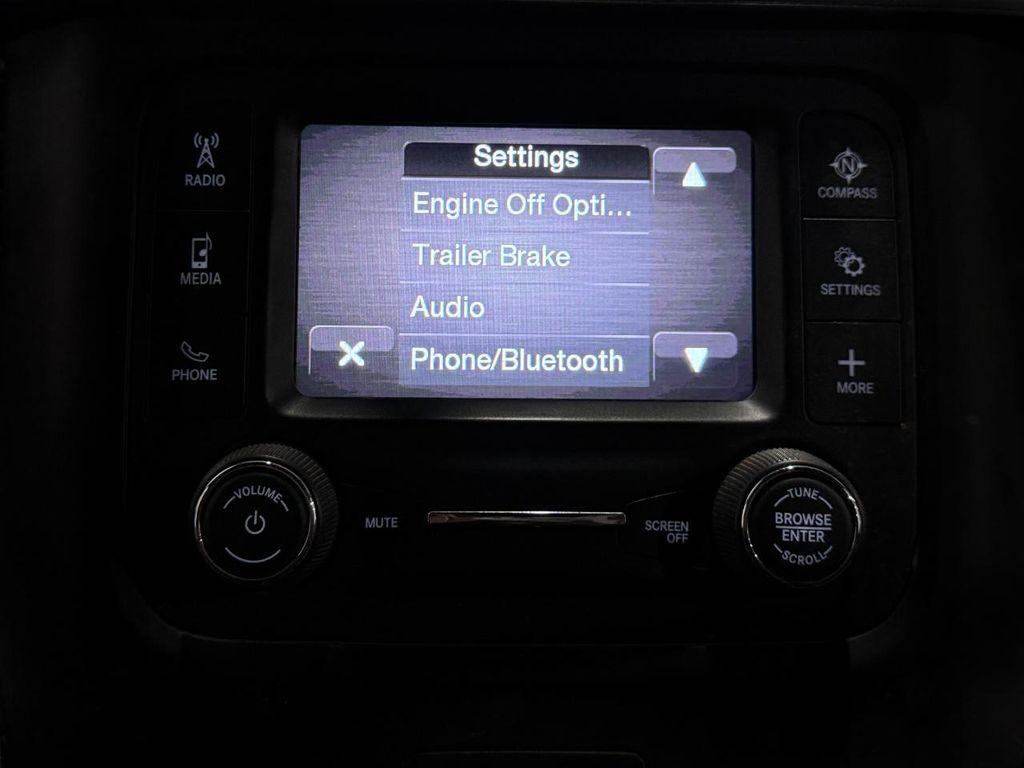 RADIO
MEDIA
PHONE
Settings
Engine Off Opti...
Trailer Brake
Audio
Phone/Bluetooth
N
COMPASS
SETTINGS
MORE
VOLUME
MUTE
SCREEN
OFF
TUNE
BROWSE
ENTER
SCROLL